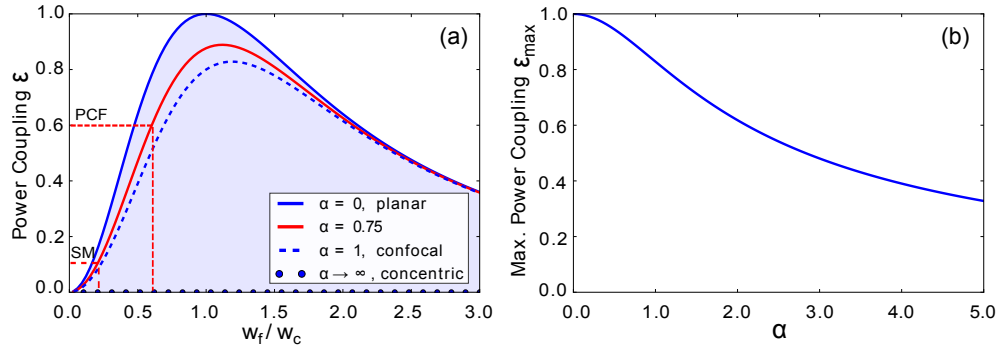 (a)
Power Coupling ε
1.0
0.8
0.6
0.4
0.2
0.0
PCF
SM
α = 0, planar
α = 0.75
α = 1, confocal
α → ∞, concentric
0.0 0.5 1.0 1.5 2.0 2.5 3.0
w_f / w_c
(b)
Max. Power Coupling ε_max
1.0
0.8
0.6
0.4
0.2
0.0
0.0 1.0 2.0 3.0 4.0 5.0
α